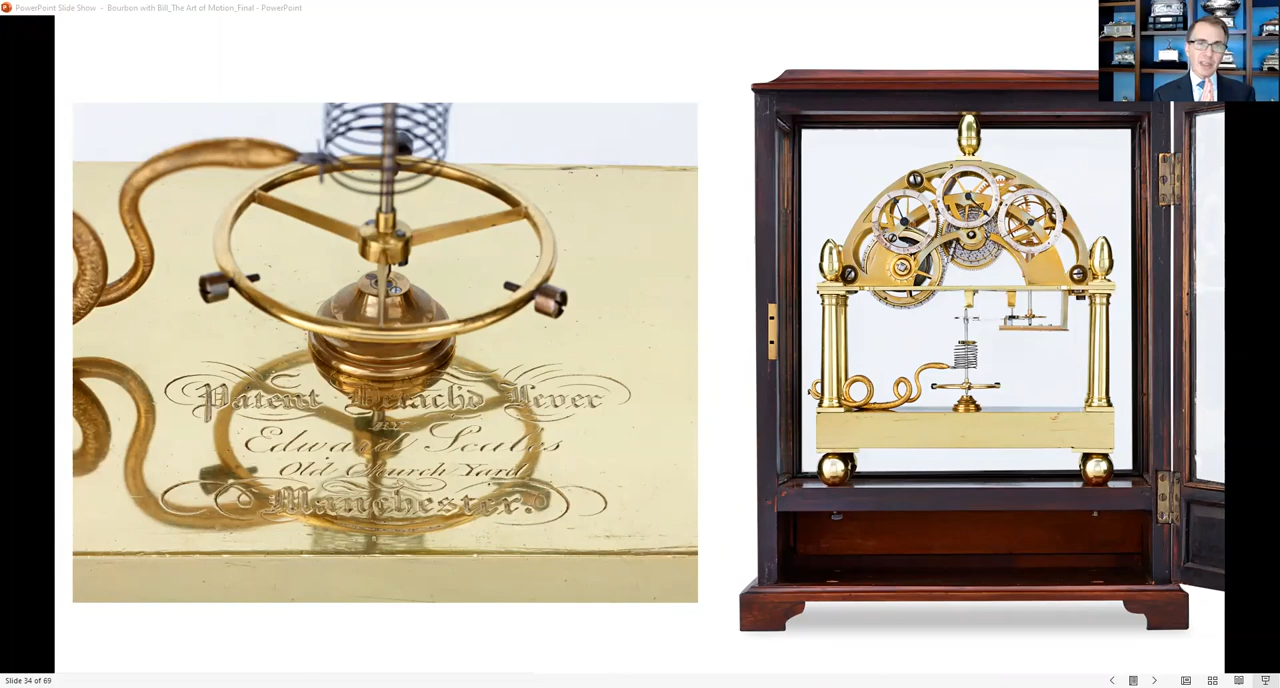 PowerPoint Slide Show - Bourbon with Bill_The Art of Motion_Final - PowerPoint
Patent Detach'd Lever
Edward Scales
Old Church Yard
Manchester.
Slide 34 of 69